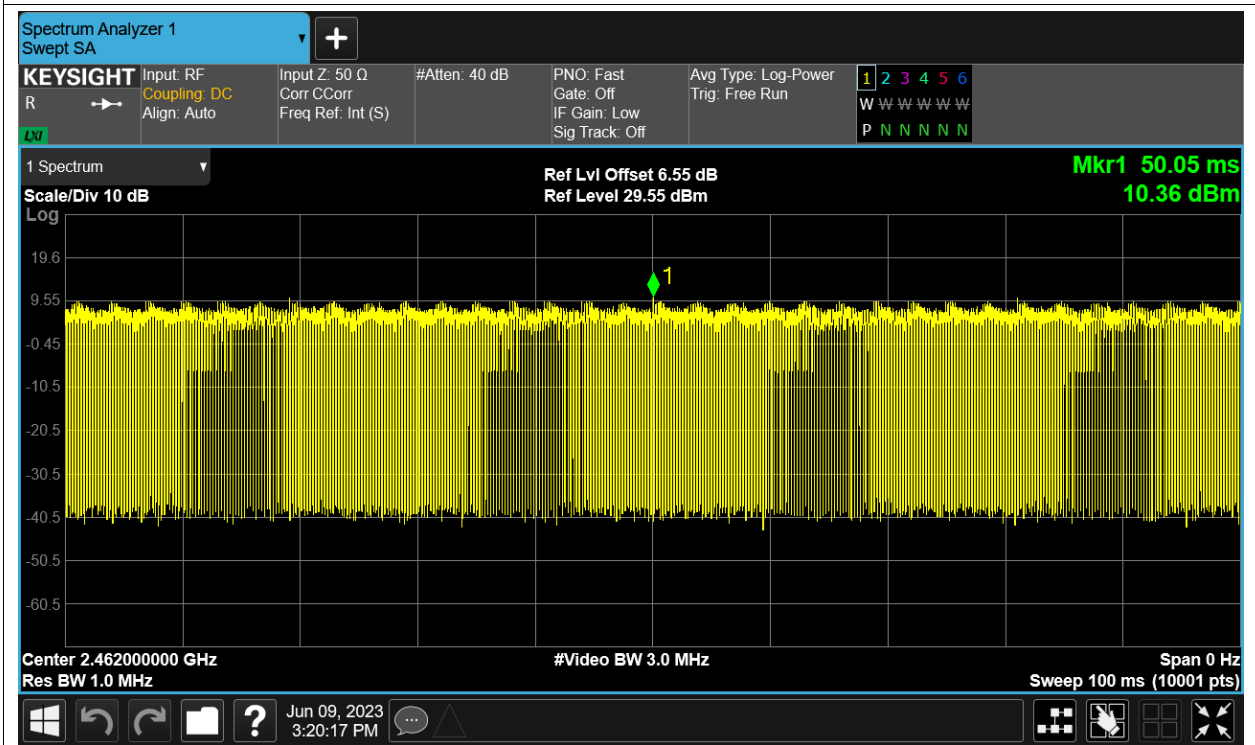 Spectrum Analyzer 1
Swept SA
KEYSIGHT
R
LXI
Input: RF
Coupling: DC
Align: Auto
Input Z: 50 Ω
Corr CCorr
Freq Ref: Int (S)
#Atten: 40 dB
PNO: Fast
Gate: Off
IF Gain: Low
Sig Track: Off
Avg Type: Log-Power
Trig: Free Run
1 2 3 4 5 6
W W W W W W
P N N N N N
1 Spectrum
Scale/Div 10 dB
Log
Ref Lvl Offset 6.55 dB
Ref Level 29.55 dBm
Mkr1 50.05 ms
10.36 dBm
1
19.6
9.55
-0.45
-10.5
-20.5
-30.5
-40.5
-50.5
-60.5
Center 2.462000000 GHz
#Video BW 3.0 MHz
Span 0 Hz
Res BW 1.0 MHz
Sweep 100 ms (10001 pts)
?
Jun 09, 2023
3:20:17 PM